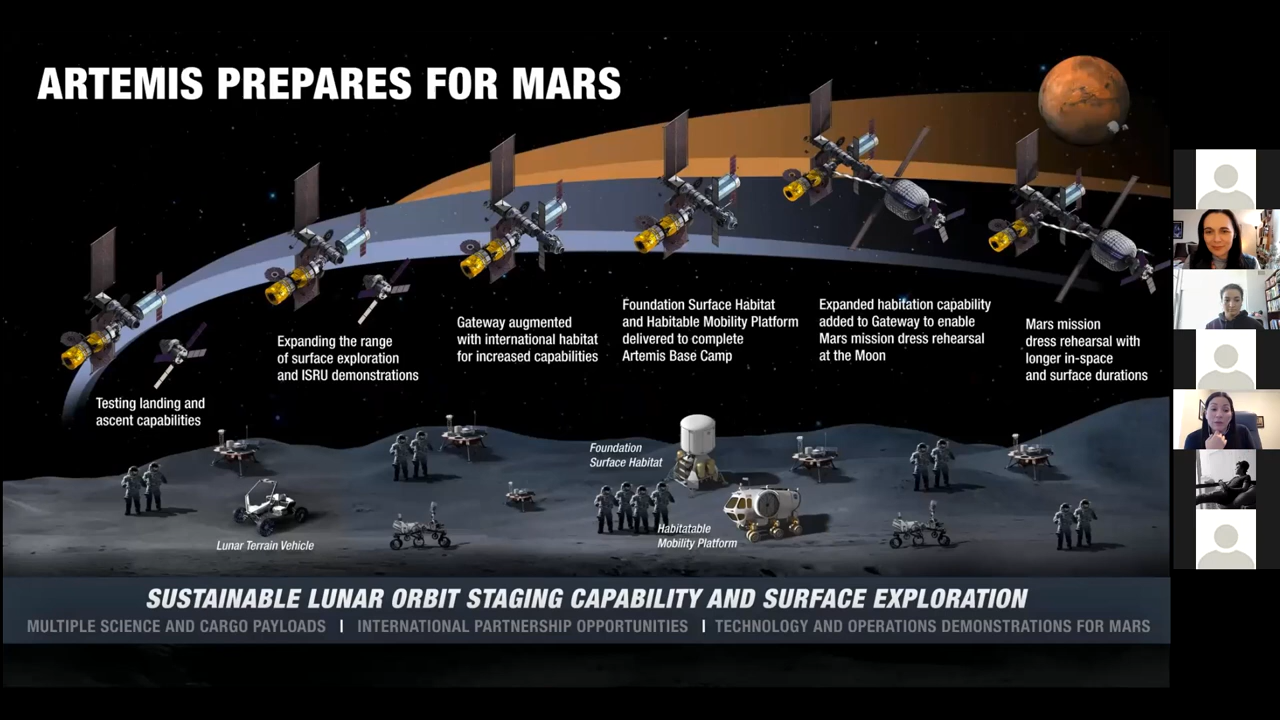 ARTEMIS PREPARES FOR MARS
Testing landing and
ascent capabilities
Expanding the range
of surface exploration
and ISRU demonstrations
Gateway augmented
with international habitat
for increased capabilities
Foundation Surface Habitat
and Habitable Mobility Platform
delivered to complete
Artemis Base Camp
Expanded habitation capability
added to Gateway to enable
Mars mission dress rehearsal
at the Moon
Mars mission
dress rehearsal with
longer in-space
and surface durations
Foundation
Surface Habitat
Lunar Terrain Vehicle
Habitatable
Mobility Platform
SUSTAINABLE LUNAR ORBIT STAGING CAPABILITY AND SURFACE EXPLORATION
MULTIPLE SCIENCE AND CARGO PAYLOADS | INTERNATIONAL PARTNERSHIP OPPORTUNITIES | TECHNOLOGY AND OPERATIONS DEMONSTRATIONS FOR MARS